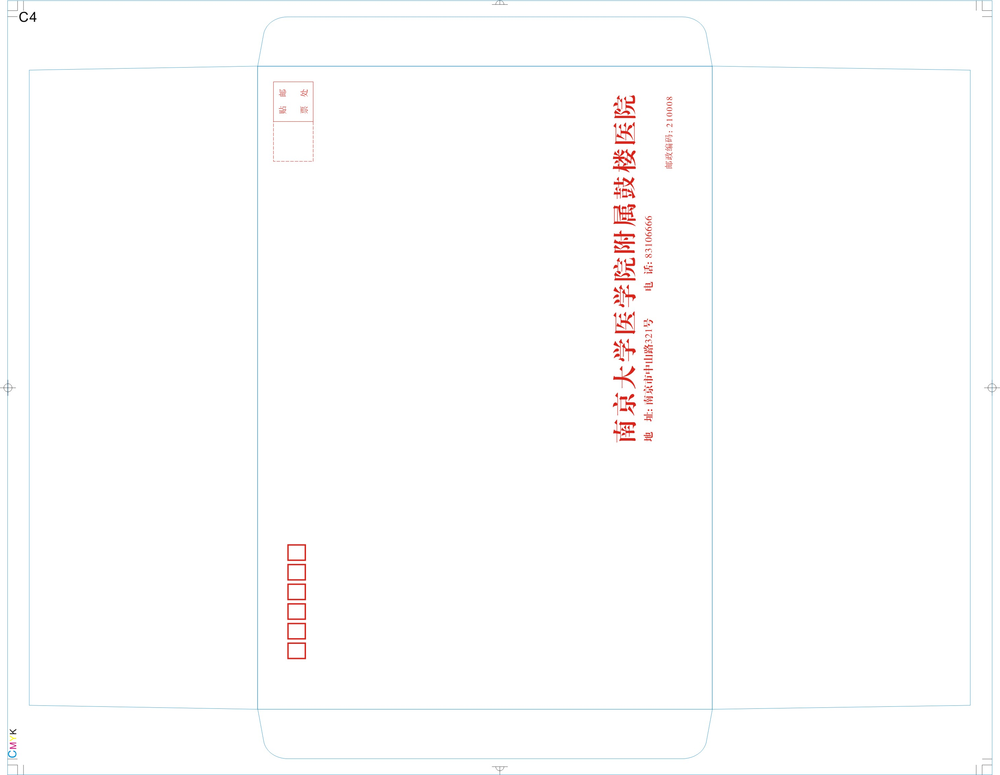 C4
贴 邮
票 处
南京大学医学院附属鼓楼医院
地 址: 南京市中山路321号 电 话: 83106666
邮政编码: 210008
CMYK